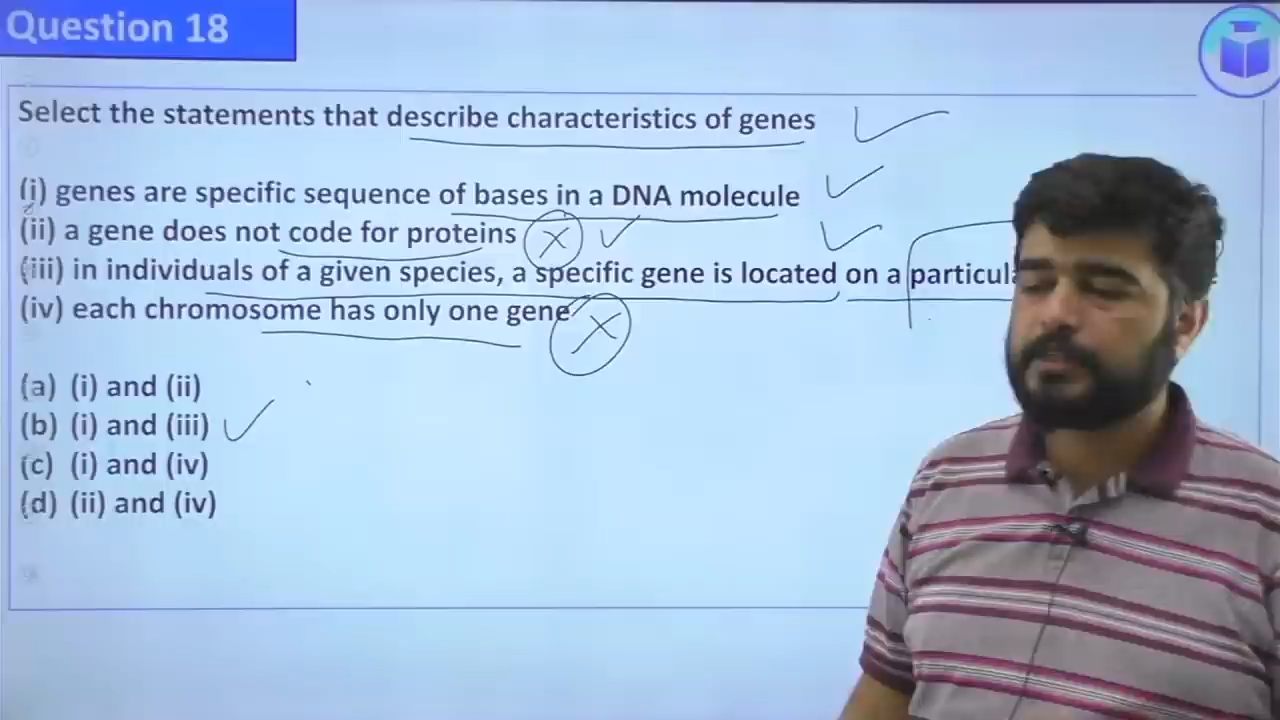 Question 18
Select the statements that describe characteristics of genes
(i) genes are specific sequence of bases in a DNA molecule
(ii) a gene does not code for proteins
(iii) in individuals of a given species, a specific gene is located on a
(iv) each chromosome has only one gene
(a) (i) and (ii)
(b) (i) and (iii)
(c) (i) and (iv)
(d) (ii) and (iv)